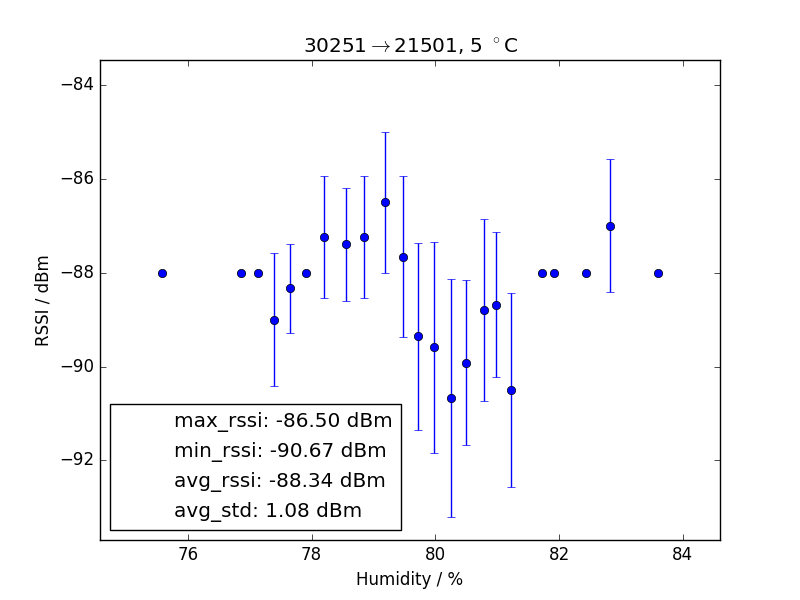 30251→21501, 5 °C
−84
−86
−88
−90
−92
RSSI / dBm
max_rssi: -86.50 dBm
min_rssi: -90.67 dBm
avg_rssi: -88.34 dBm
avg_std: 1.08 dBm
76
78
80
82
84
Humidity / %